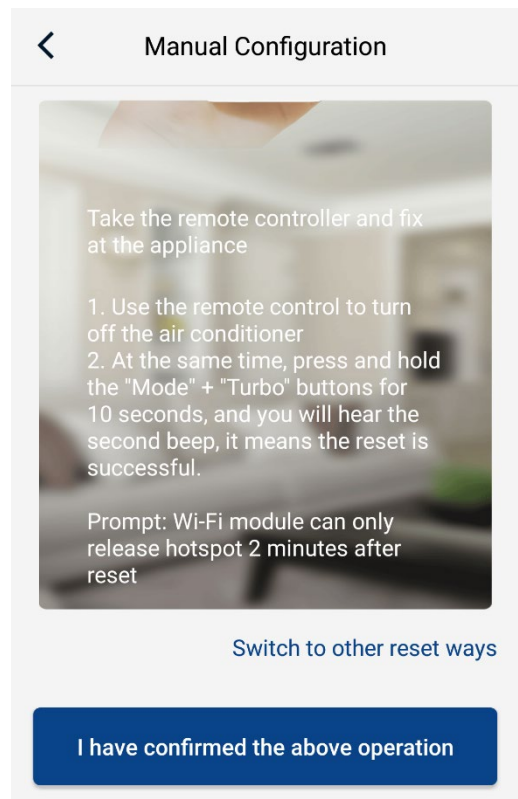 Manual Configuration
Take the remote controller and fix
at the appliance
1. Use the remote control to turn
off the air conditioner
2. At the same time, press and hold
the "Mode" + "Turbo" buttons for
10 seconds, and you will hear the
second beep, it means the reset is
successful.
Prompt: Wi-Fi module can only
release hotspot 2 minutes after
reset
Switch to other reset ways
I have confirmed the above operation